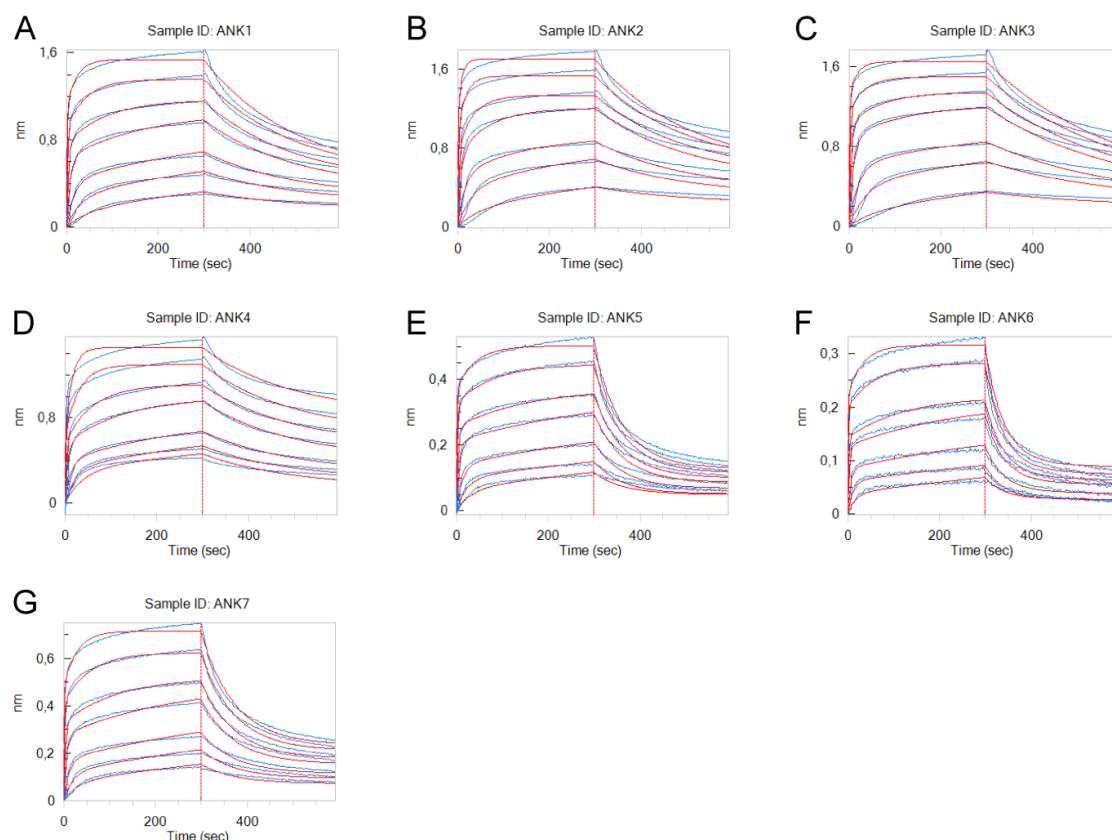 A
Sample ID: ANK1
1,6
0,8
0
nm
0 200 400
Time (sec)
B
Sample ID: ANK2
1,6
0,8
0
nm
0 200 400
Time (sec)
C
Sample ID: ANK3
1,6
0,8
0
nm
0 200 400
Time (sec)
D
Sample ID: ANK4
0,8
0
nm
0 200 400
Time (sec)
E
Sample ID: ANK5
0,4
0,2
0
nm
0 200 400
Time (sec)
F
Sample ID: ANK6
0,3
0,2
0,1
0
nm
0 200 400
Time (sec)
G
Sample ID: ANK7
0,6
0,4
0,2
0
nm
0 200 400
Time (sec)